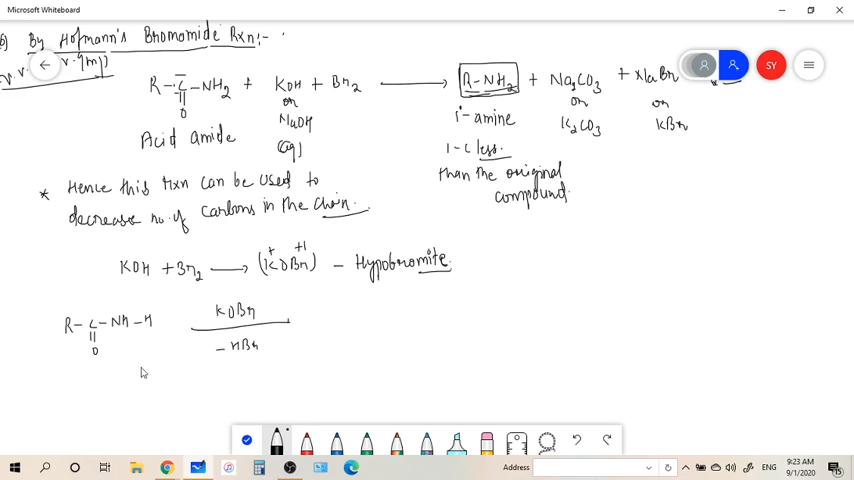 Microsoft Whiteboard
By Hofmann's Bromomide Rxn:-
R-C-NH2 + KOH + Br2 → R-NH2 + Na2CO3 + NaBr
O or or or
NaOH K2CO3 KBr
Acid amide (aq) 1°-amine
1-C less
than the original
compound
* Hence this rxn can be used to
decrease no. of carbons in the chain.
KOH + Br2 → (K+OBr+1) - Hypobromite
R-C-NH-H KOBr
O -HBr
SY
Address
ENG
9:23 AM
9/1/2020
15